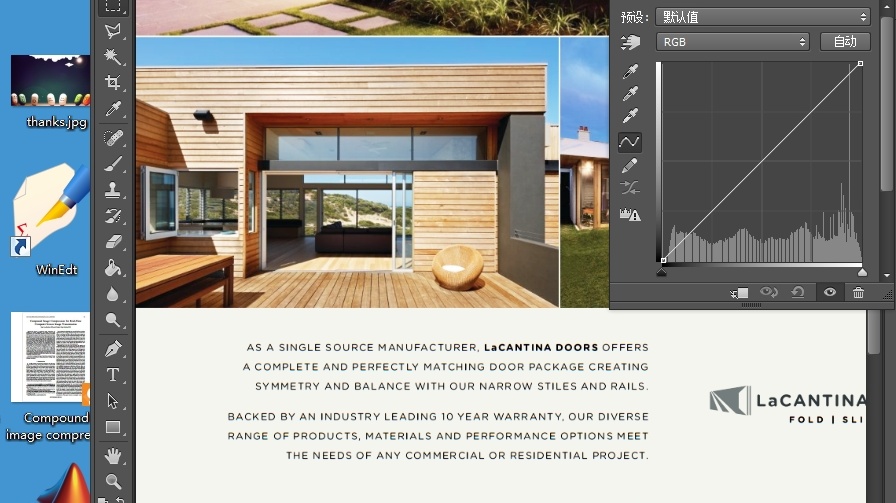 预设: 默认值
RGB 自动
thanks.jpg
WinEdt
Compound
image compre
T
AS A SINGLE SOURCE MANUFACTURER, LaCANTINA DOORS OFFERS
A COMPLETE AND PERFECTLY MATCHING DOOR PACKAGE CREATING
SYMMETRY AND BALANCE WITH OUR NARROW STILES AND RAILS.
BACKED BY AN INDUSTRY LEADING 10 YEAR WARRANTY, OUR DIVERSE
RANGE OF PRODUCTS, MATERIALS AND PERFORMANCE OPTIONS MEET
THE NEEDS OF ANY COMMERCIAL OR RESIDENTIAL PROJECT.
LaCANTINA
FOLD | SLI